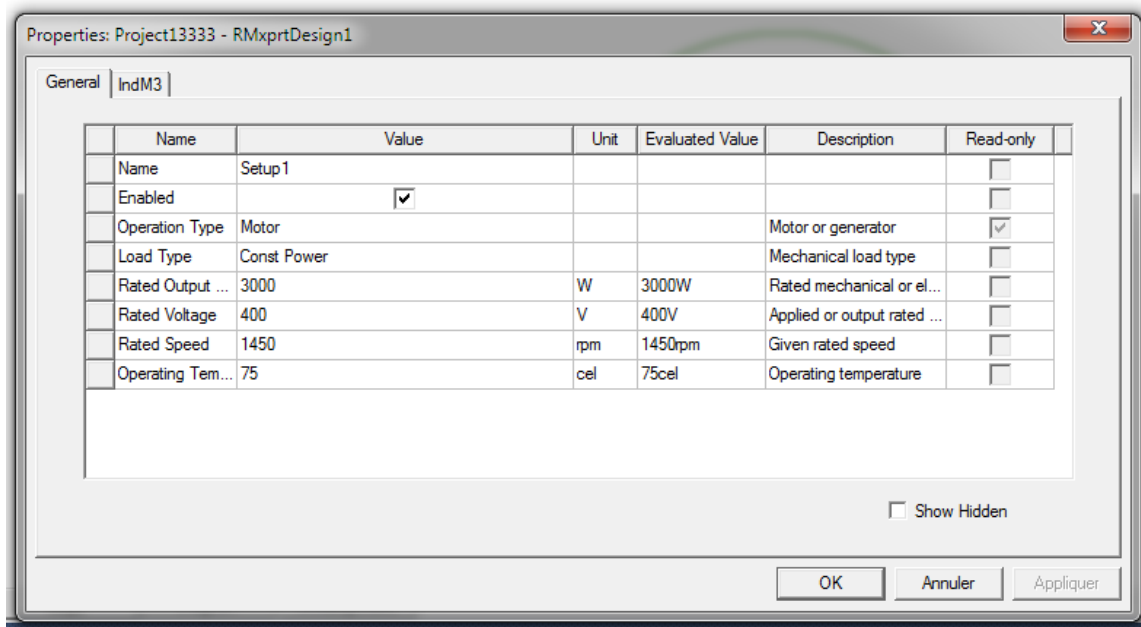 Properties: Project13333 - RMxprtDesign1
x
General IndM3
Name Value Unit Evaluated Value Description Read-only
Name Setup1
Enabled
Operation Type Motor Motor or generator
Load Type Const Power Mechanical load type
Rated Output ... 3000 W 3000W Rated mechanical or el...
Rated Voltage 400 V 400V Applied or output rated ...
Rated Speed 1450 rpm 1450rpm Given rated speed
Operating Tem... 75 cel 75cel Operating temperature
Show Hidden
OK Annuler Appliquer